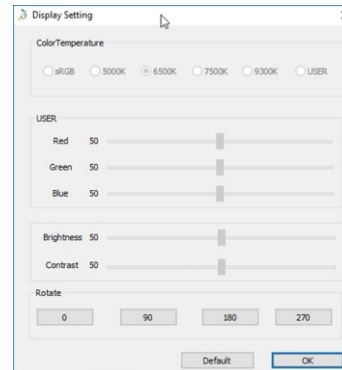 Display Setting
ColorTemperature
sRGB 5000K 6500K 7500K 9300K USER
USER
Red 50
Green 50
Blue 50
Brightness 50
Contrast 50
Rotate
0 90 180 270
Default OK